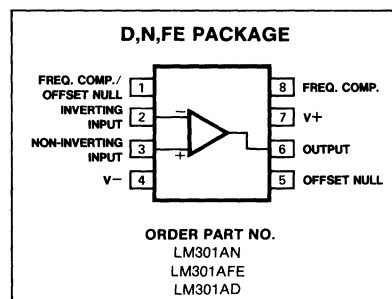 D,N,FE PACKAGE
FREQ. COMP./
OFFSET NULL
1
8
FREQ. COMP.
INVERTING
INPUT
2
−
7
V+
NON-INVERTING
INPUT
3
+
6
OUTPUT
V−
4
5
OFFSET NULL
ORDER PART NO.
LM301AN
LM301AFE
LM301AD